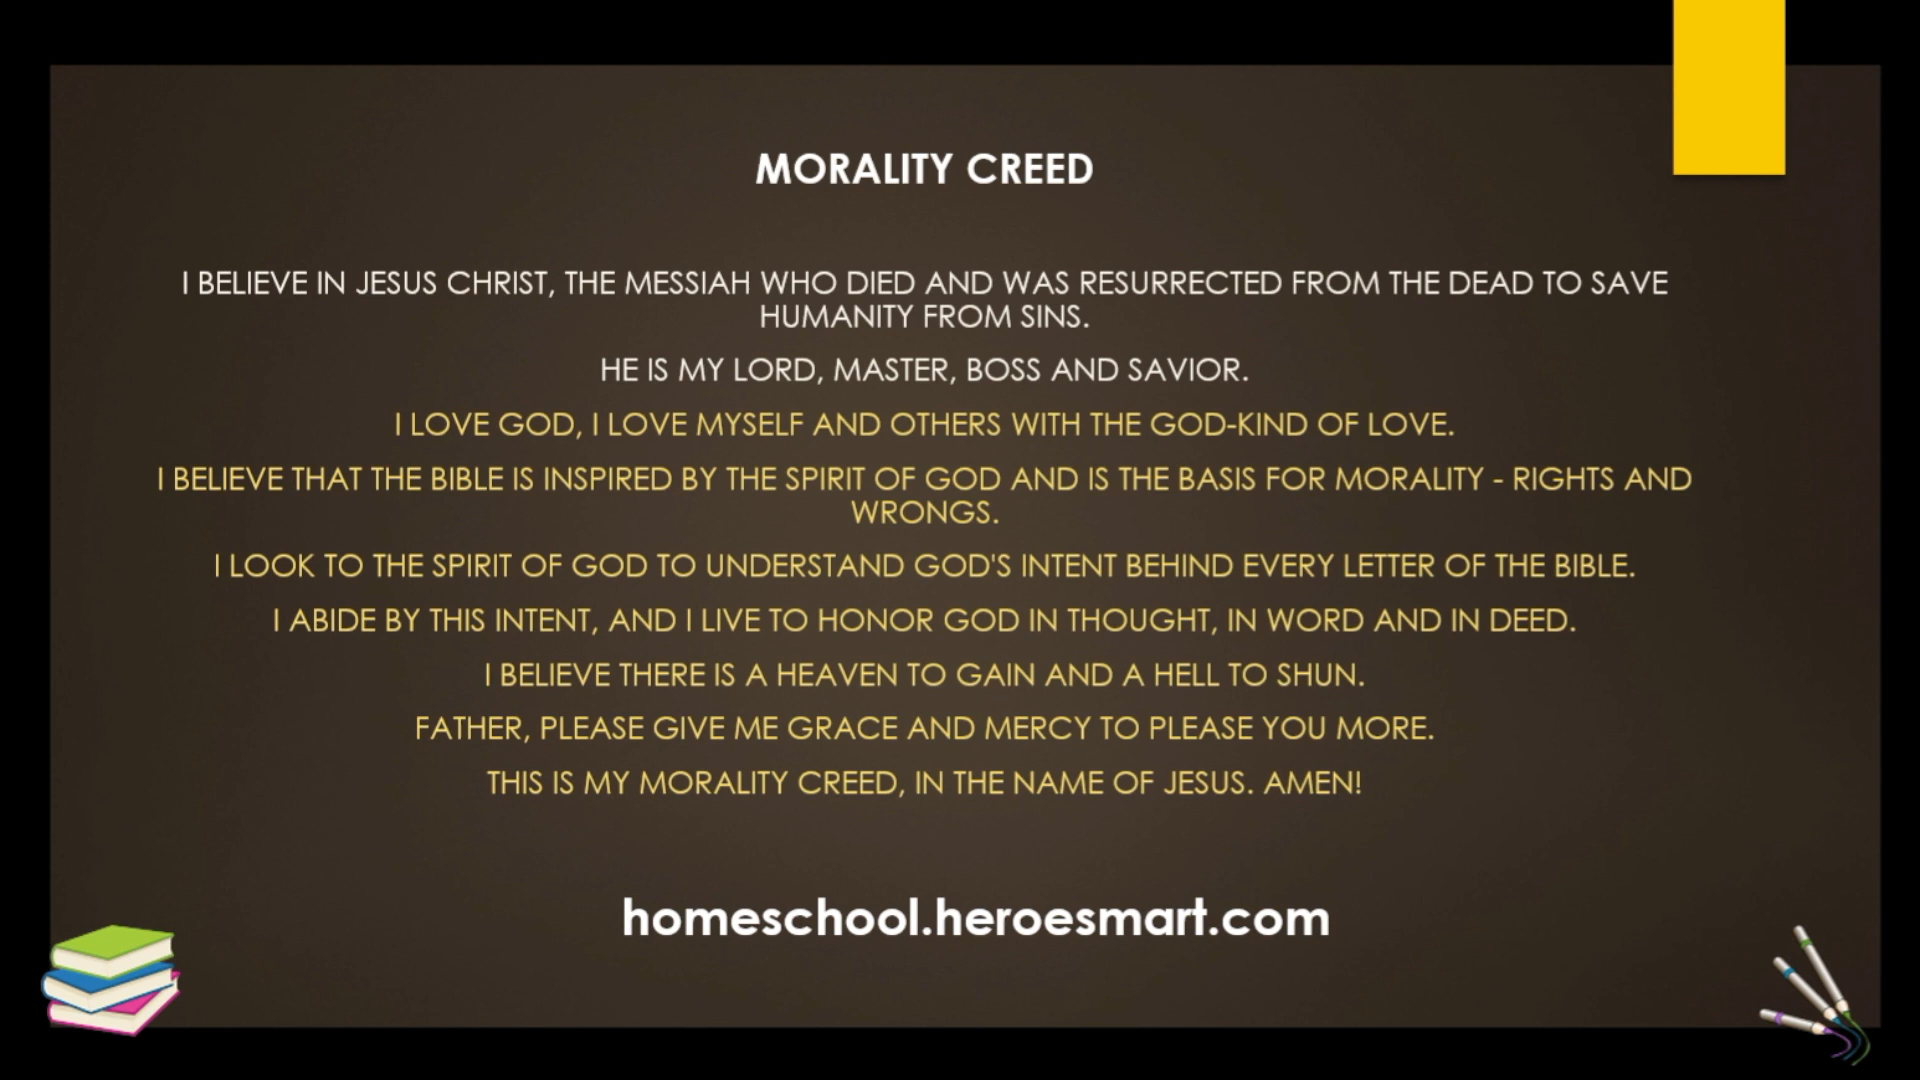 MORALITY CREED
I BELIEVE IN JESUS CHRIST, THE MESSIAH WHO DIED AND WAS RESURRECTED FROM THE DEAD TO SAVE
HUMANITY FROM SINS.
HE IS MY LORD, MASTER, BOSS AND SAVIOR.
I LOVE GOD, I LOVE MYSELF AND OTHERS WITH THE GOD-KIND OF LOVE.
I BELIEVE THAT THE BIBLE IS INSPIRED BY THE SPIRIT OF GOD AND IS THE BASIS FOR MORALITY - RIGHTS AND
WRONGS.
I LOOK TO THE SPIRIT OF GOD TO UNDERSTAND GOD'S INTENT BEHIND EVERY LETTER OF THE BIBLE.
I ABIDE BY THIS INTENT, AND I LIVE TO HONOR GOD IN THOUGHT, IN WORD AND IN DEED.
I BELIEVE THERE IS A HEAVEN TO GAIN AND A HELL TO SHUN.
FATHER, PLEASE GIVE ME GRACE AND MERCY TO PLEASE YOU MORE.
THIS IS MY MORALITY CREED, IN THE NAME OF JESUS. AMEN!
homeschool.heroesmart.com